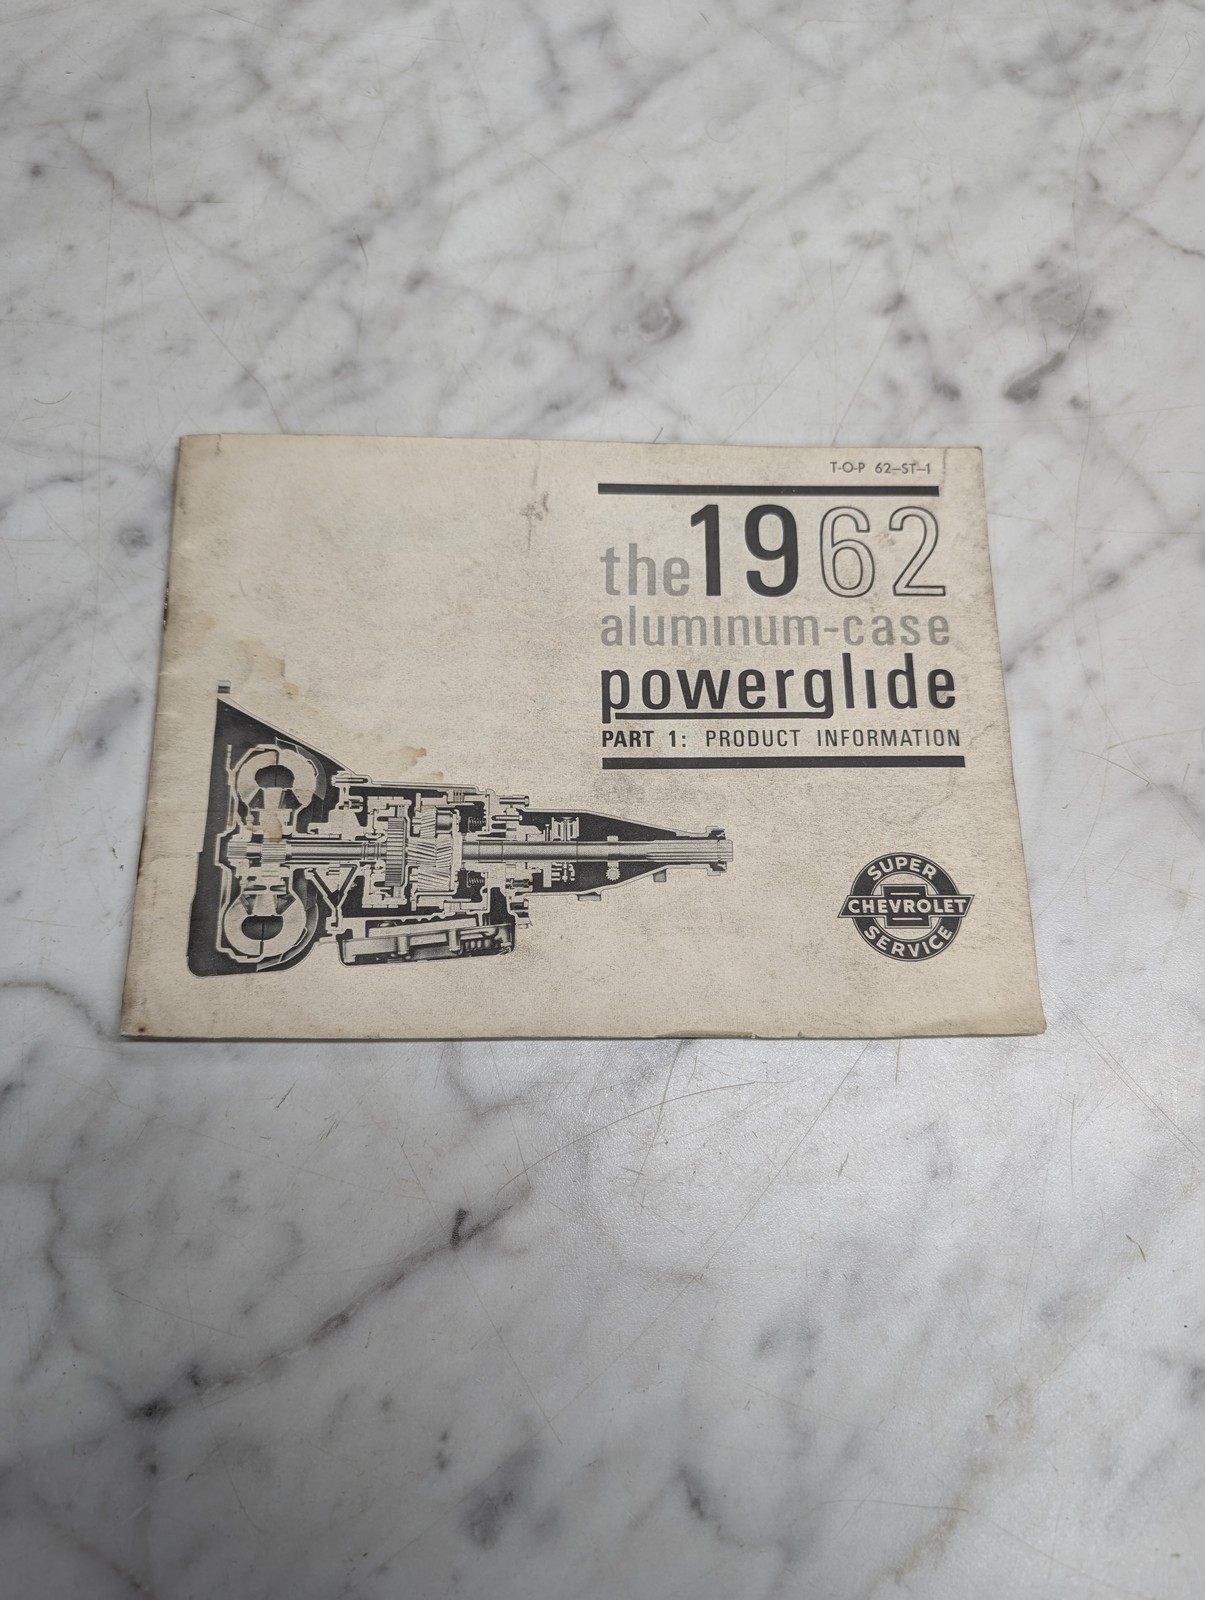 T-O-P 62-ST-1
the 1962
aluminum-case
powerglide
PART 1: PRODUCT INFORMATION
SUPER
CHEVROLET
SERVICE